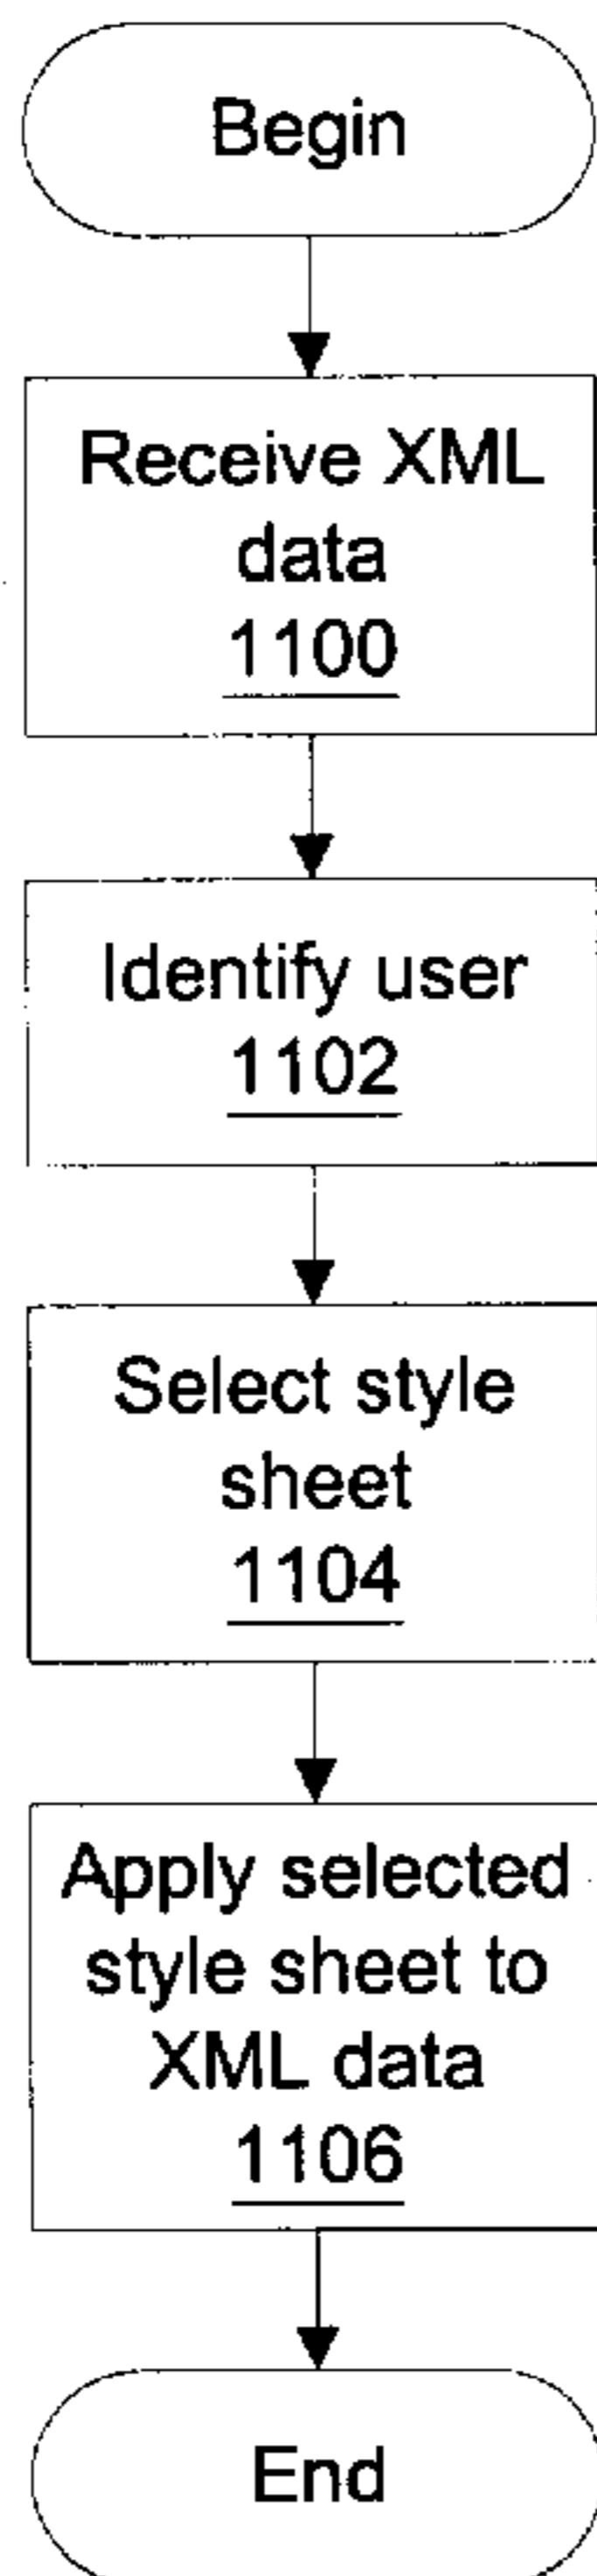 Begin
Receive XML
data
1100
Identify user
1102
Select style
sheet
1104
Apply selected
style sheet to
XML data
1106
End